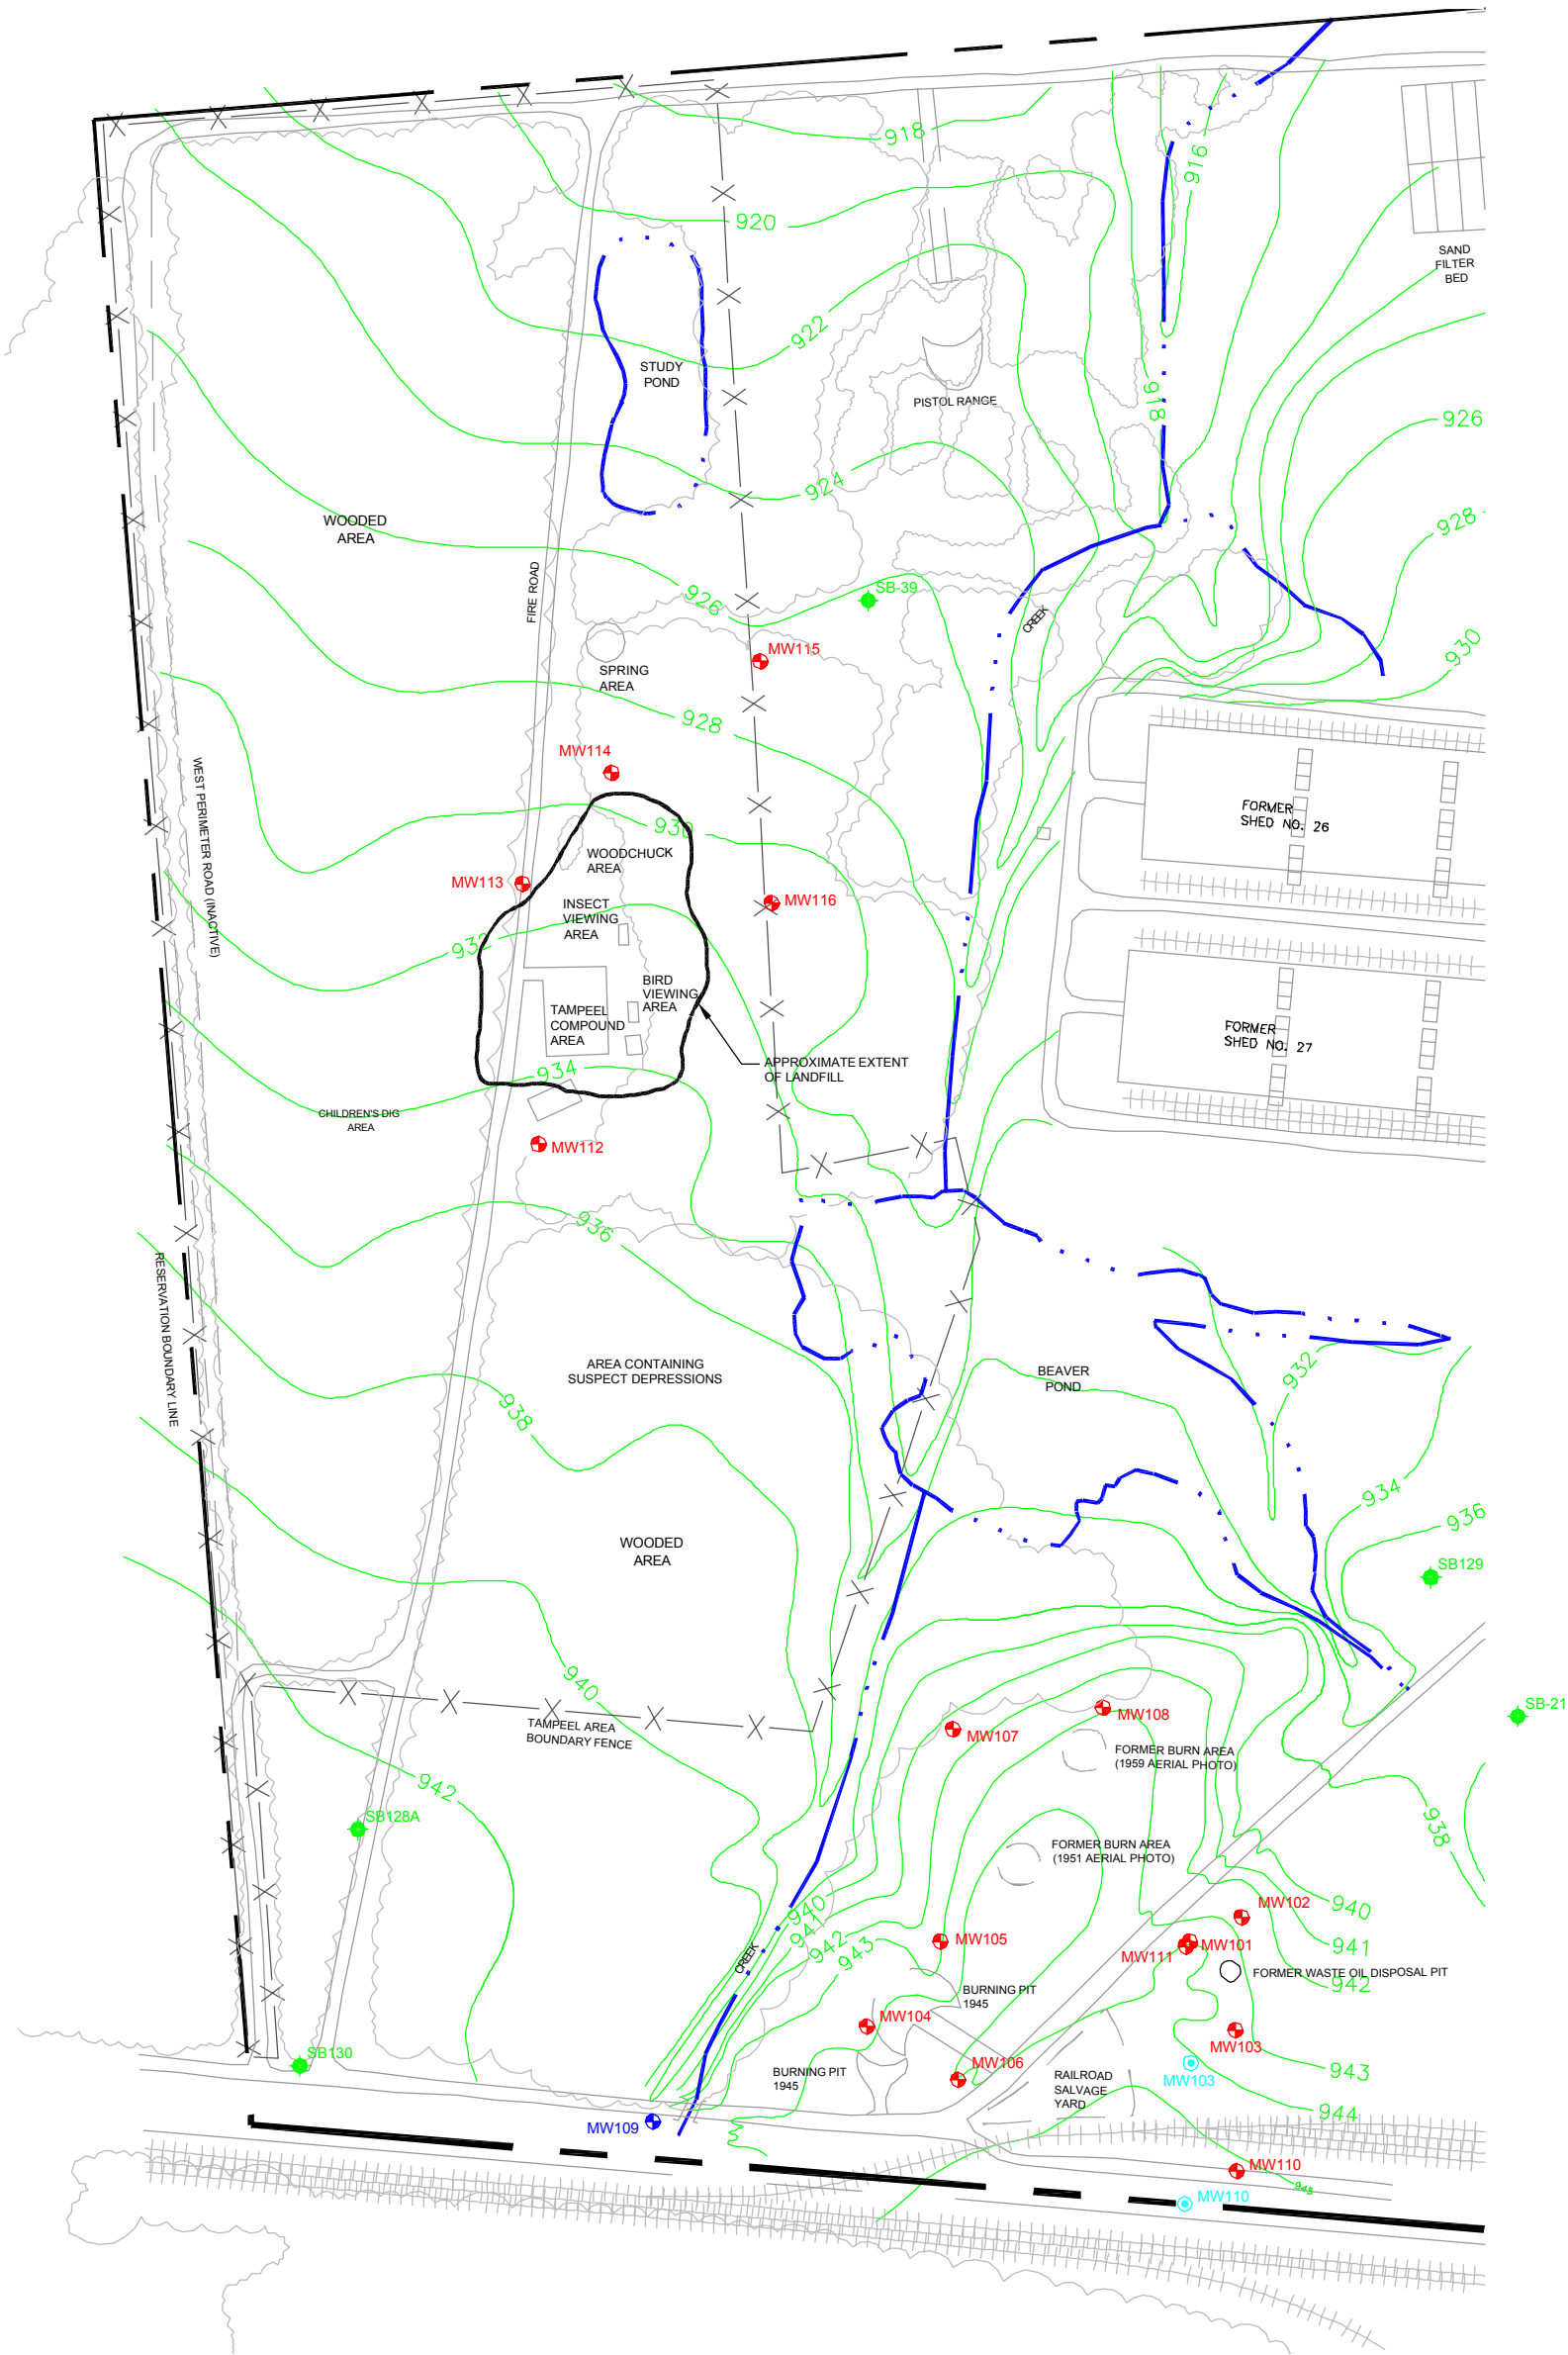 918
916
920
SAND
FILTER
BED
922
STUDY
POND
PISTOL RANGE
918
926
924
WOODED
AREA
928
FIRE ROAD
926
SB-39
CREEK
930
MW115
SPRING
AREA
928
MW114
WEST PERIMETER ROAD (INACTIVE)
FORMER
SHED NO. 26
930
WOODCHUCK
AREA
MW113
MW116
INSECT
VIEWING
AREA
932
BIRD
VIEWING
AREA
TAMPEEL
COMPOUND
AREA
FORMER
SHED NO. 27
APPROXIMATE EXTENT
OF LANDFILL
934
CHILDREN'S DIG
AREA
MW112
936
RESERVATION BOUNDARY LINE
AREA CONTAINING
SUSPECT DEPRESSIONS
BEAVER
POND
932
938
934
936
WOODED
AREA
SB129
940
SB-21
TAMPEEL AREA
BOUNDARY FENCE
MW108
MW107
FORMER BURN AREA
(1959 AERIAL PHOTO)
942
SB128A
938
FORMER BURN AREA
(1951 AERIAL PHOTO)
940
941
942
943
MW102
940
MW105
MW101
MW111
941
942
FORMER WASTE OIL DISPOSAL PIT
CREEK
BURNING PIT
1945
MW104
MW103
SB130
MW106
BURNING PIT
1945
RAILROAD
SALVAGE
YARD
MW103
943
944
MW109
MW110
945
MW110